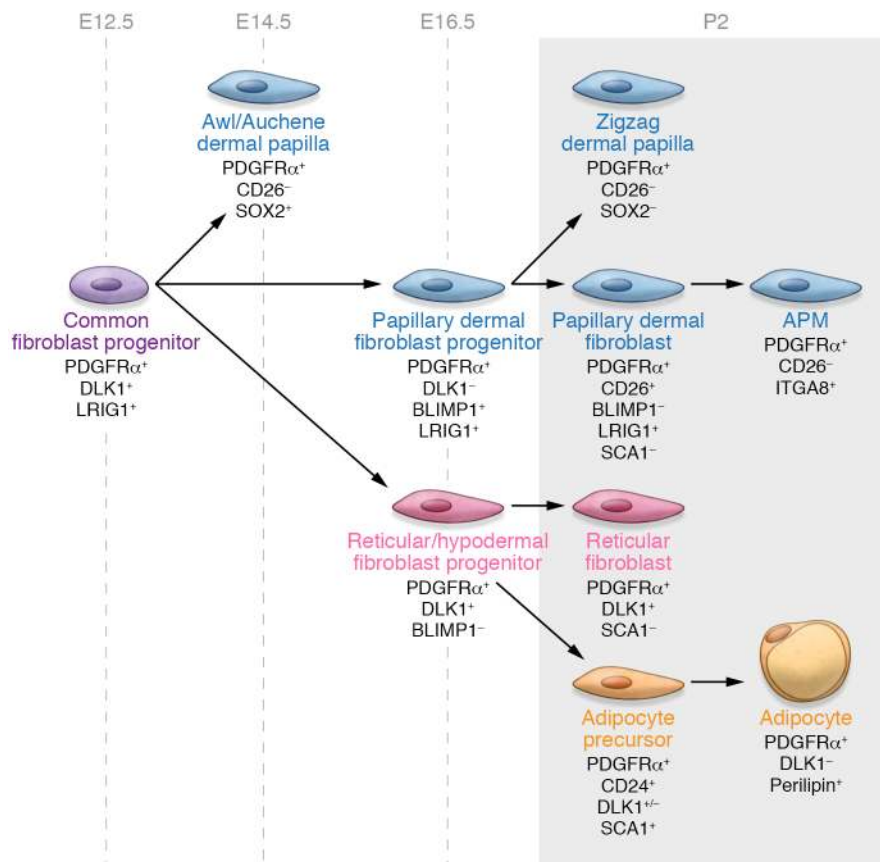 E12.5
E14.5
E16.5
P2
Awl/Auchene
dermal papilla
PDGFRα⁺
CD26⁻
SOX2⁺
Zigzag
dermal papilla
PDGFRα⁺
CD26⁻
SOX2⁻
Common
fibroblast progenitor
PDGFRα⁺
DLK1⁺
LRIG1⁺
Papillary dermal
fibroblast progenitor
PDGFRα⁺
DLK1⁻
BLIMP1⁺
LRIG1⁺
Papillary dermal
fibroblast
PDGFRα⁺
CD26⁺
BLIMP1⁻
LRIG1⁺
SCA1⁻
APM
PDGFRα⁺
CD26⁻
ITGA8⁺
Reticular/hypodermal
fibroblast progenitor
PDGFRα⁺
DLK1⁺
BLIMP1⁻
Reticular
fibroblast
PDGFRα⁺
DLK1⁺
SCA1⁻
Adipocyte
precursor
PDGFRα⁺
CD24⁺
DLK1⁺/⁻
SCA1⁺
Adipocyte
PDGFRα⁺
DLK1⁻
Perilipin⁺